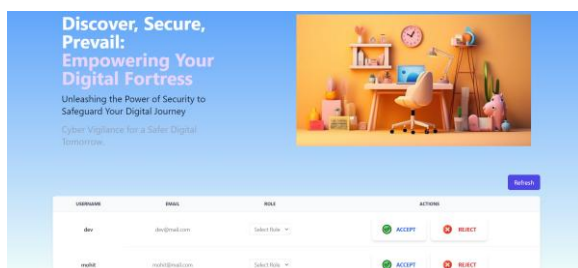 Discover, Secure,
Prevail:
Empowering Your
Digital Fortress
Unleashing the Power of Security to
Safeguard Your Digital Journey
Cyber Vigilance for a Safer Digital
Tomorrow.
Refresh
USERNAME EMAIL ROLE ACTIONS
dev dev@mail.com Select Role ACCEPT REJECT
mohit mohit@mail.com Select Role ACCEPT REJECT